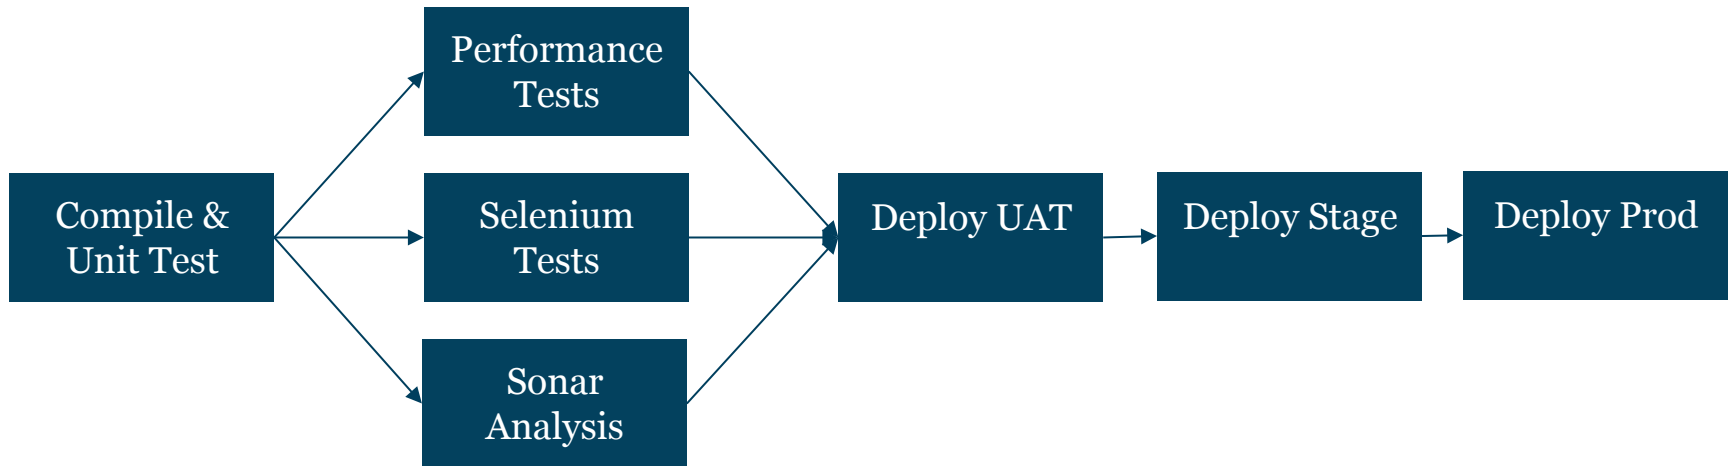 Performance
Tests
Compile &
Unit Test
Selenium
Tests
Sonar
Analysis
Deploy UAT
Deploy Stage
Deploy Prod